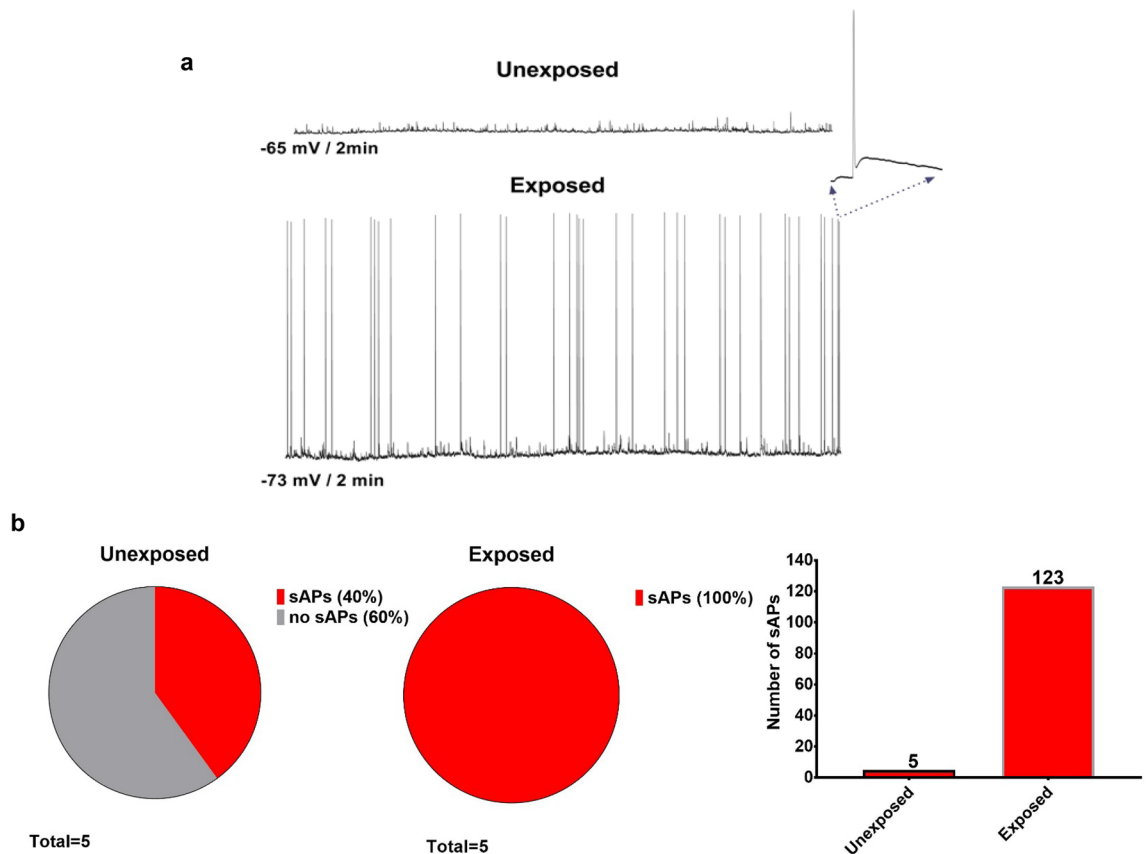 a
Unexposed
-65 mV / 2min
Exposed
-73 mV / 2 min
b
Unexposed
sAPs (40%)
no sAPs (60%)
Total=5
Exposed
sAPs (100%)
Total=5
Number of sAPs
140
120
100
80
60
40
20
0
5
123
Unexposed
Exposed